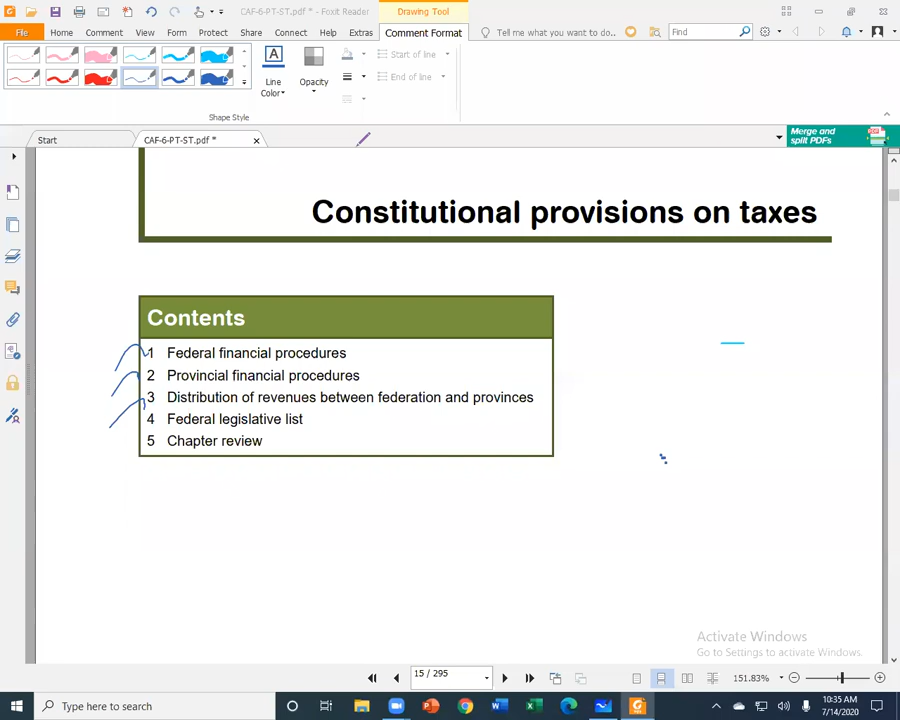 CAF-6-PT-ST.pdf * - Foxit Reader
Drawing Tool
File
Home
Comment
View
Form
Protect
Share
Connect
Help
Extras
Comment Format
Tell me what you want to do...
Find
Line
Color
Opacity
Start of line
End of line
Shape Style
Start
CAF-6-PT-ST.pdf *
Merge and
split PDFs
PDF
Constitutional provisions on taxes
Contents
1 Federal financial procedures
2 Provincial financial procedures
3 Distribution of revenues between federation and provinces
4 Federal legislative list
5 Chapter review
Activate Windows
Go to Settings to activate Windows.
15 / 295
151.83%
Type here to search
10:35 AM
7/14/2020